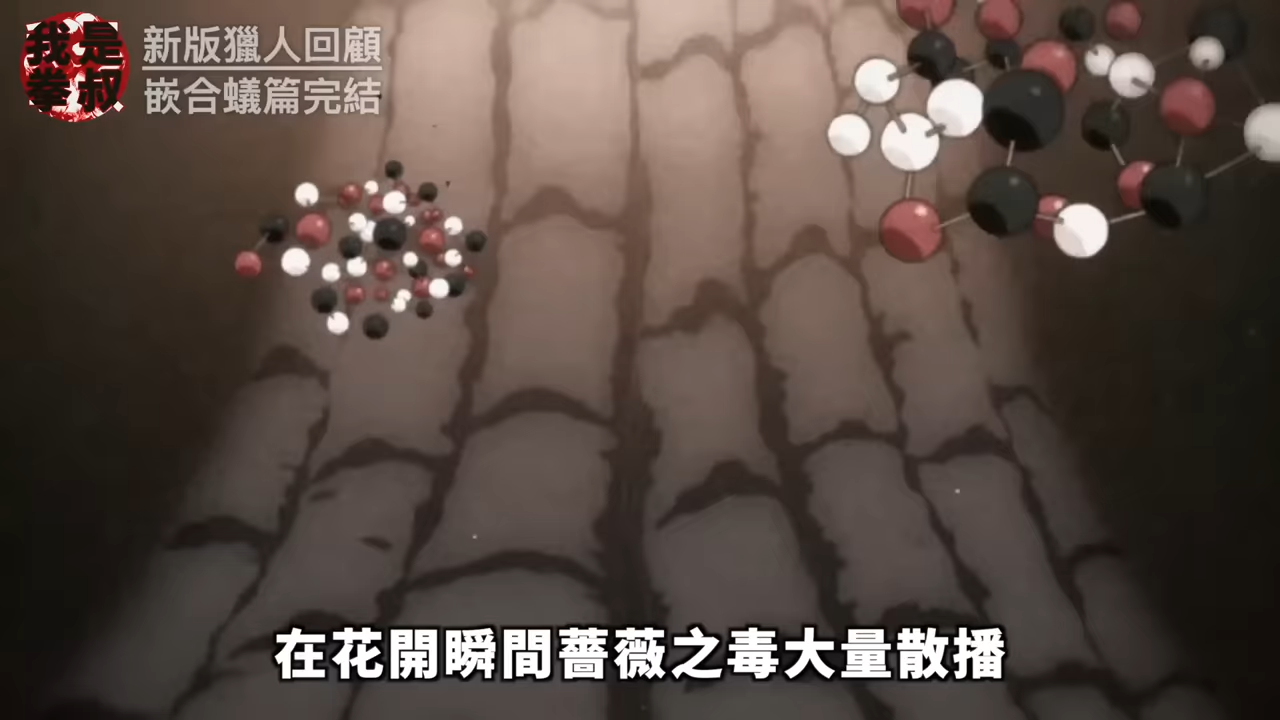 我是
拳叔
新版獵人回顧
嵌合蟻篇完結
在花開瞬間薔薇之毒大量散播